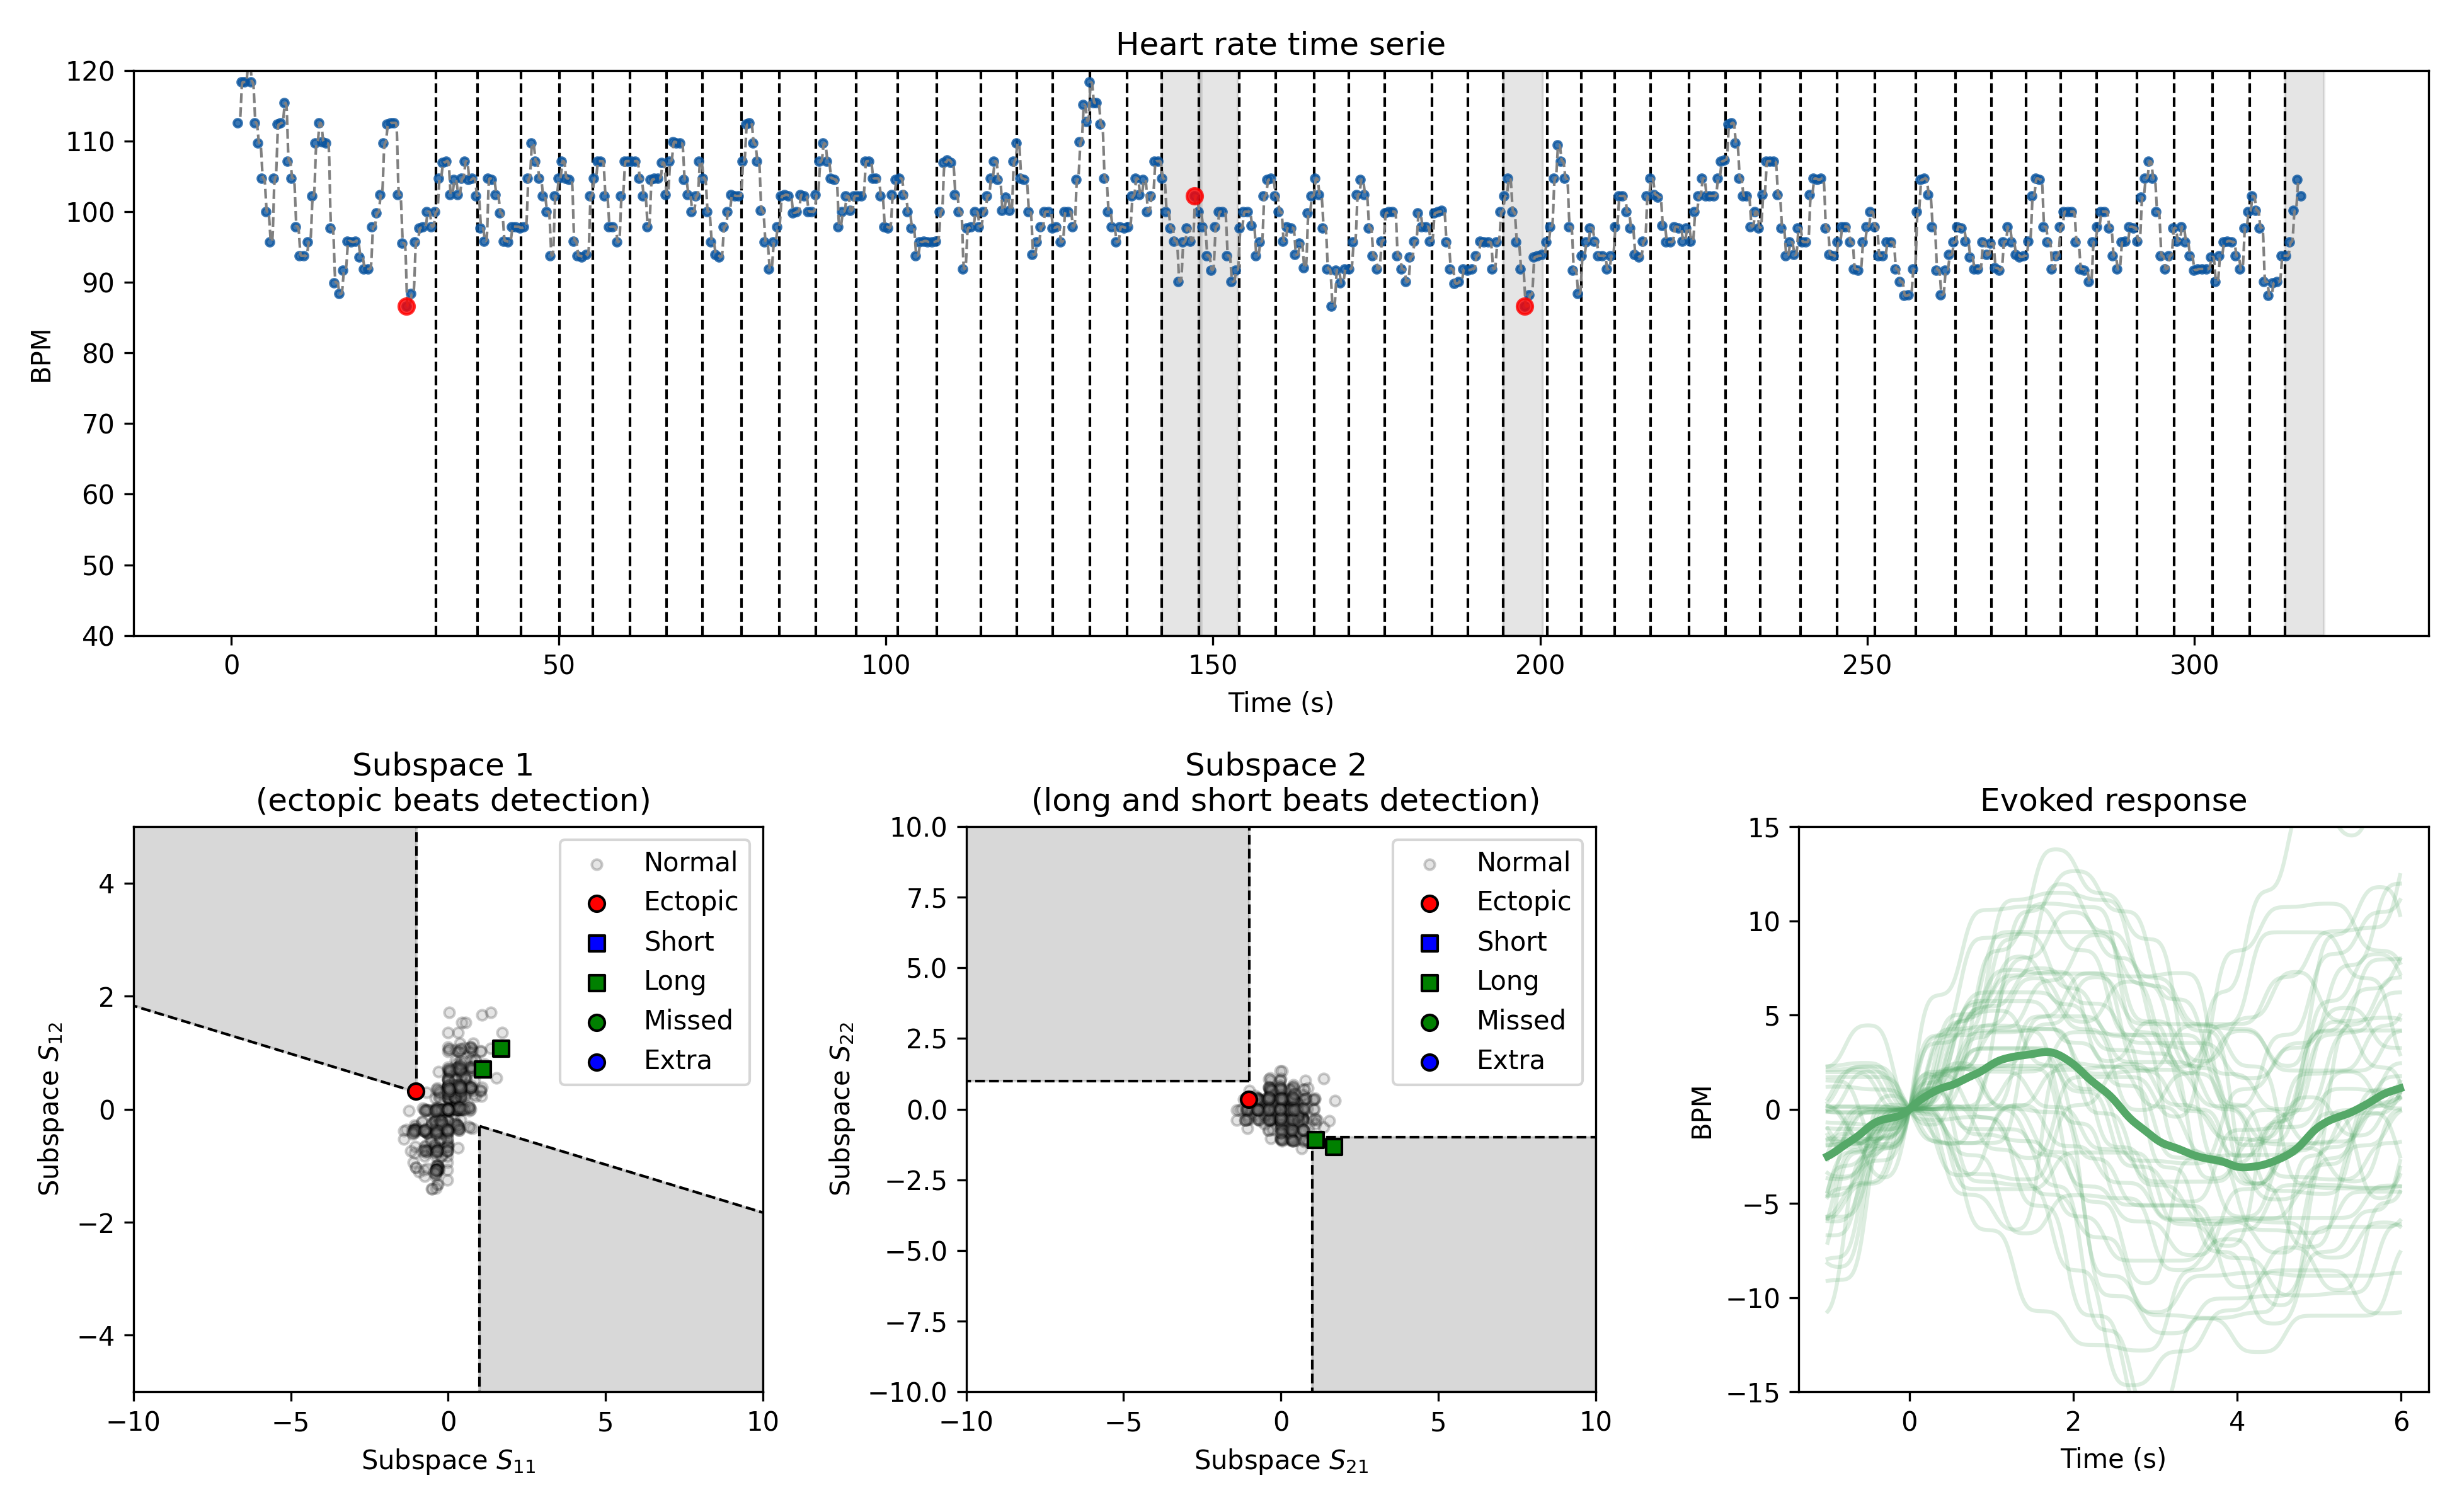 Heart rate time serie
120
110
100
90
80
70
60
50
40
BPM
0 50 100 150 200 250 300
Time (s)
Subspace 1
(ectopic beats detection)
4
2
0
−2
−4
Subspace S₁₂
Normal
Ectopic
Short
Long
Missed
Extra
−10 −5 0 5 10
Subspace S₁₁
Subspace 2
(long and short beats detection)
10.0
7.5
5.0
2.5
0.0
−2.5
−5.0
−7.5
−10.0
Subspace S₂₂
Normal
Ectopic
Short
Long
Missed
Extra
−10 −5 0 5 10
Subspace S₂₁
Evoked response
15
10
5
0
−5
−10
−15
BPM
0 2 4 6
Time (s)